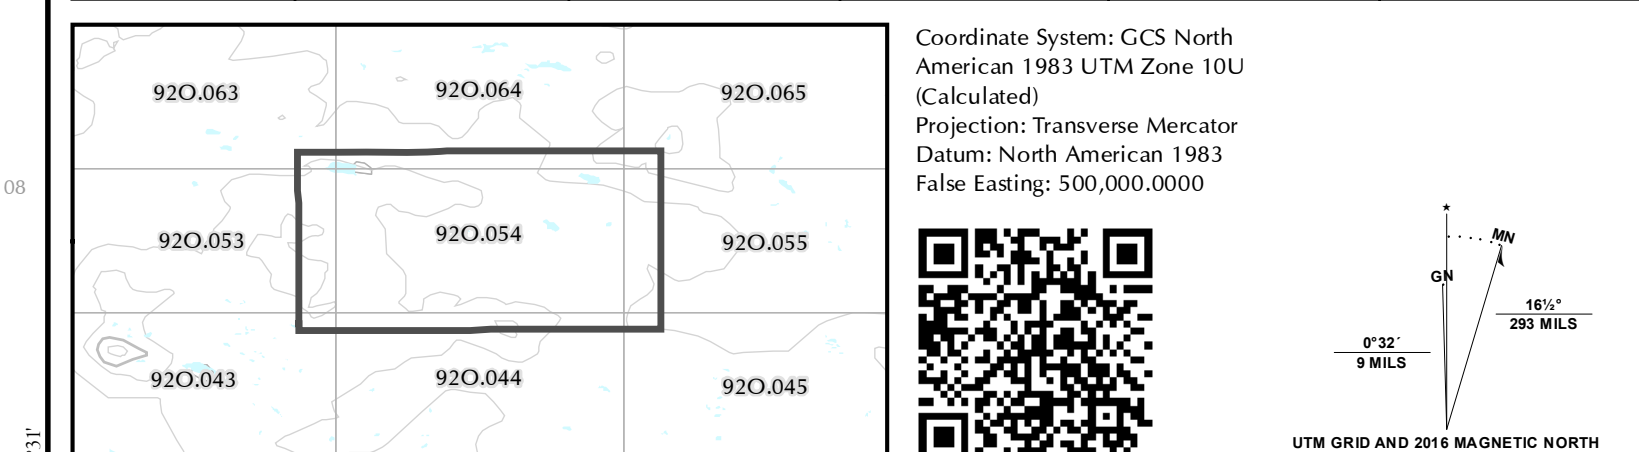 92O.063
92O.064
92O.065
92O.053
92O.054
92O.055
92O.043
92O.044
92O.045
08
31'
Coordinate System: GCS North
American 1983 UTM Zone 10U
(Calculated)
Projection: Transverse Mercator
Datum: North American 1983
False Easting: 500,000.0000
MN
GN
16½°
293 MILS
0°32´
9 MILS
UTM GRID AND 2016 MAGNETIC NORTH